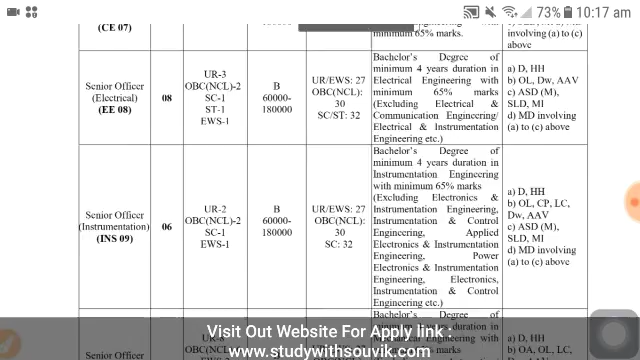 73% 10:17 am
(CE 07)
180000
minimum 65% marks.
involving (a) to (c)
above
Senior Officer
(Electrical)
(EE 08)
08
UR-3
OBC(NCL)-2
SC-1
ST-1
EWS-1
B
60000-
180000
UR/EWS: 27
OBC(NCL):
30
SC/ST: 32
Bachelor's Degree of
minimum 4 years duration in
Electrical Engineering with
minimum 65% marks
(Excluding Electrical &
Communication Engineering/
Electrical & Instrumentation
Engineering etc.)
a) D, HH
b) OL, Dw, AAV
c) ASD (M),
SLD, MI
d) MD involving
(a) to (c) above
Senior Officer
(Instrumentation)
(INS 09)
06
UR-2
OBC(NCL)-2
SC-1
EWS-1
B
60000-
180000
UR/EWS: 27
OBC(NCL):
30
SC: 32
Bachelor's Degree of
minimum 4 years duration in
Instrumentation Engineering
with minimum 65% marks
(Excluding Electronics &
Instrumentation Engineering,
Instrumentation & Control
Engineering, Applied
Electronics & Instrumentation
Engineering, Power
Electronics & Instrumentation
Engineering, Electronics,
Instrumentation & Control
Engineering etc.)
a) D, HH
b) OL, CP, LC,
Dw, AAV
c) ASD (M),
SLD, MI
d) MD involving
(a) to (c) above
Senior Officer
UR-8
OBC(NCL)-
Bachelor's Degree of
a) D, HH
b) OA, OL, LC,
Visit Out Website For Apply link :
www.studywithsouvik.com